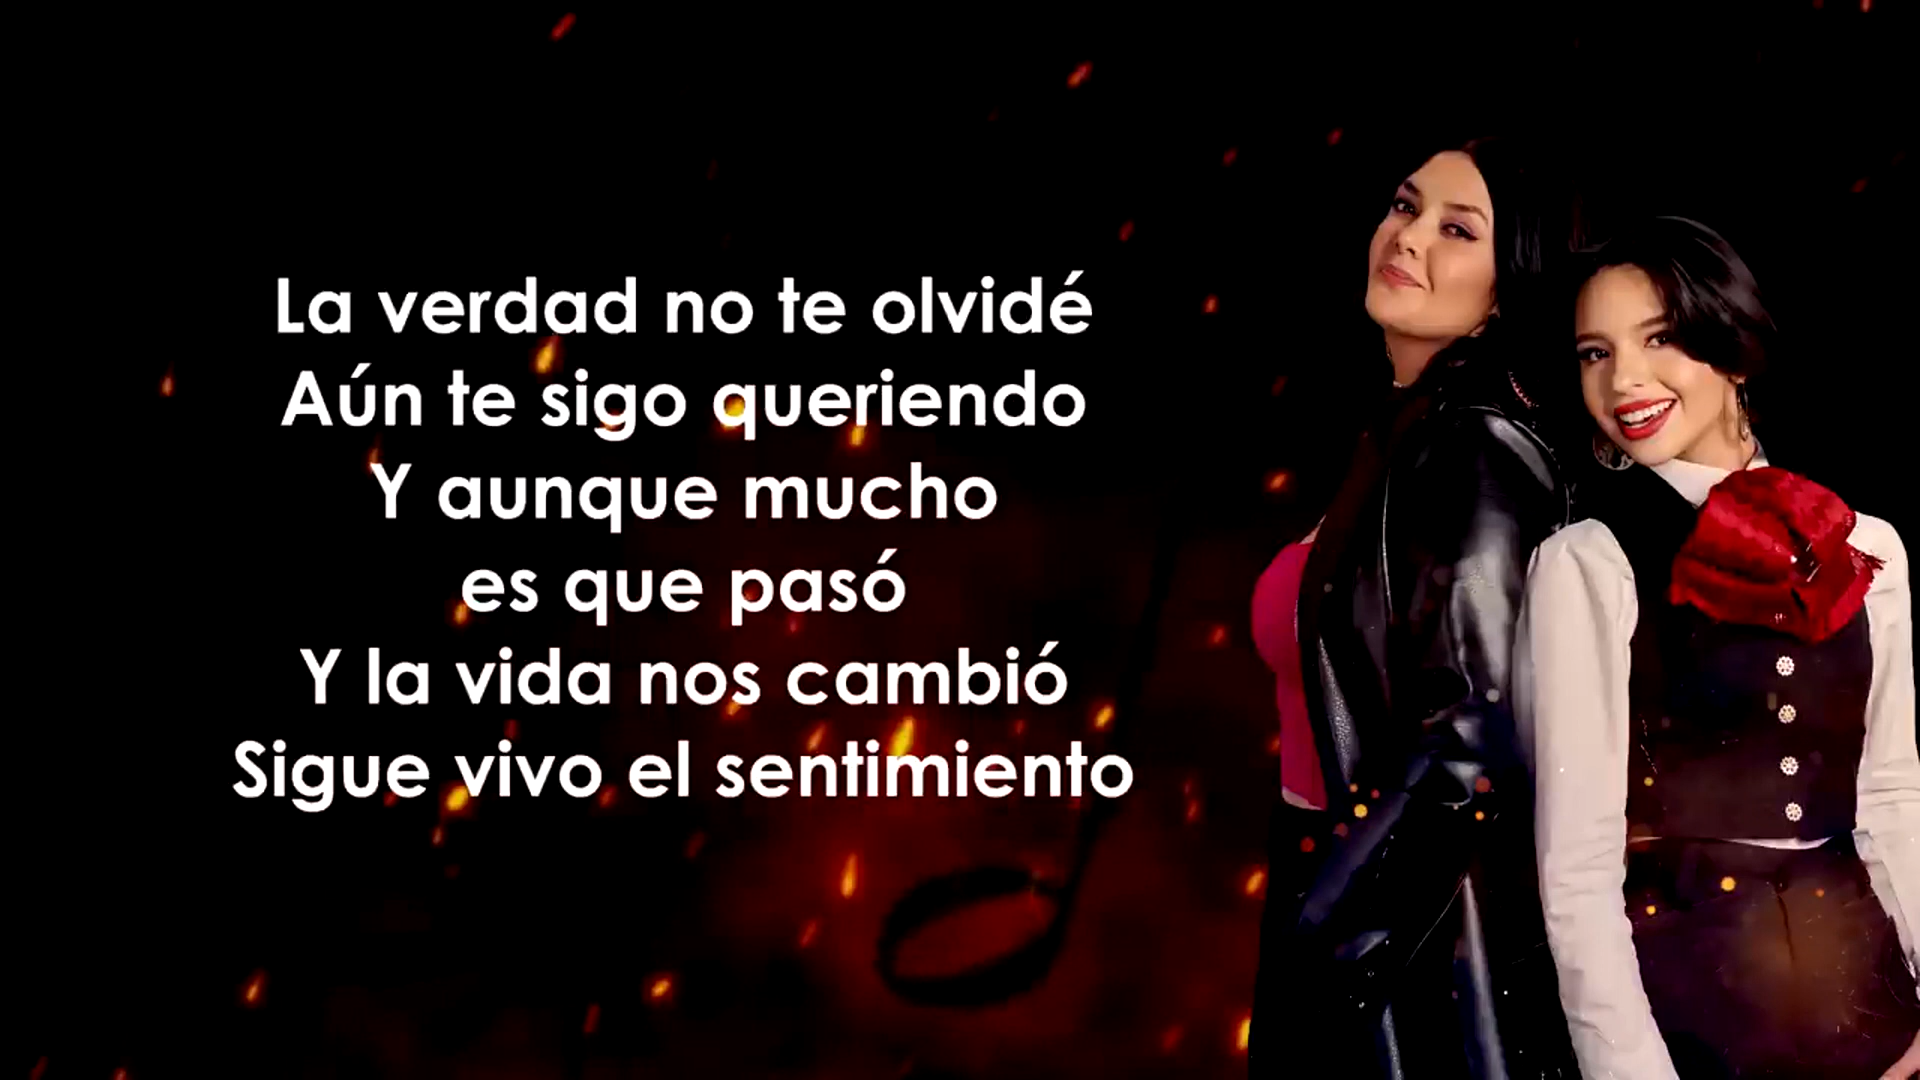 La verdad no te olvidé
Aún te sigo queriendo
Y aunque mucho
es que pasó
Y la vida nos cambió
Sigue vivo el sentimiento